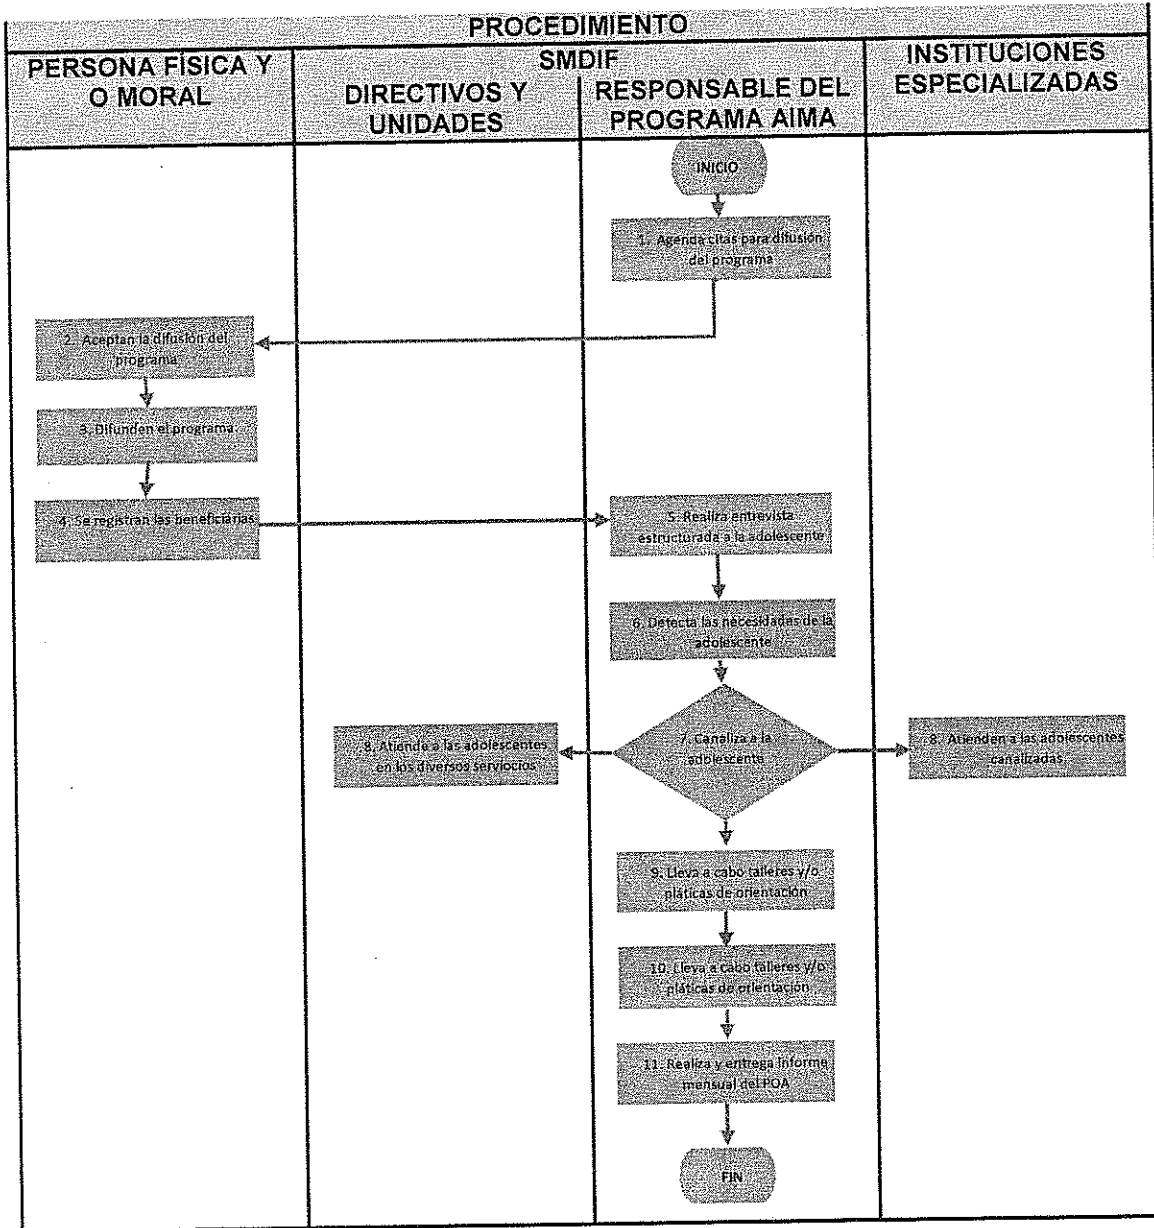 PROCEDIMIENTO
PERSONA FÍSICA Y
O MORAL
SMDIF
DIRECTIVOS Y
UNIDADES
RESPONSABLE DEL
PROGRAMA AIMA
INSTITUCIONES
ESPECIALIZADAS
INICIO
1. Agenda citas para difusión
del programa
2. Aceptan la difusión del
programa
3. Difunden el programa
4. Se registran las beneficiarias
5. Realiza entrevista
estructurada a la adolescente
6. Detecta las necesidades de la
adolescente
7. Canaliza a la
adolescente
8. Atiende a las adolescentes
en los diversos serviocios
8. Atienden a las adolescentes
canalizadas
9. Lleva a cabo talleres y/o
pláticas de orientación
10. Lleva a cabo talleres y/o
pláticas de orientación
11. Realiza y entrega informe
mensual del POA
FIN